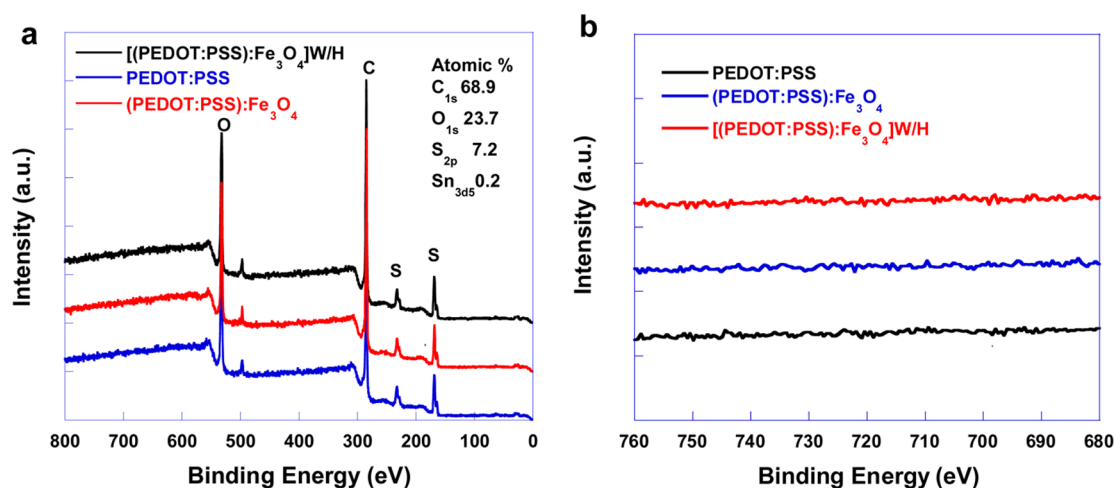 a
[(PEDOT:PSS):Fe₃O₄]W/H
PEDOT:PSS
(PEDOT:PSS):Fe₃O₄
O
C
S
S
Atomic %
C₁ₛ 68.9
O₁ₛ 23.7
S₂ₚ 7.2
Sn₃d₅ 0.2
Intensity (a.u.)
800 700 600 500 400 300 200 100 0
Binding Energy (eV)
b
PEDOT:PSS
(PEDOT:PSS):Fe₃O₄
[(PEDOT:PSS):Fe₃O₄]W/H
Intensity (a.u.)
760 750 740 730 720 710 700 690 680
Binding Energy (eV)